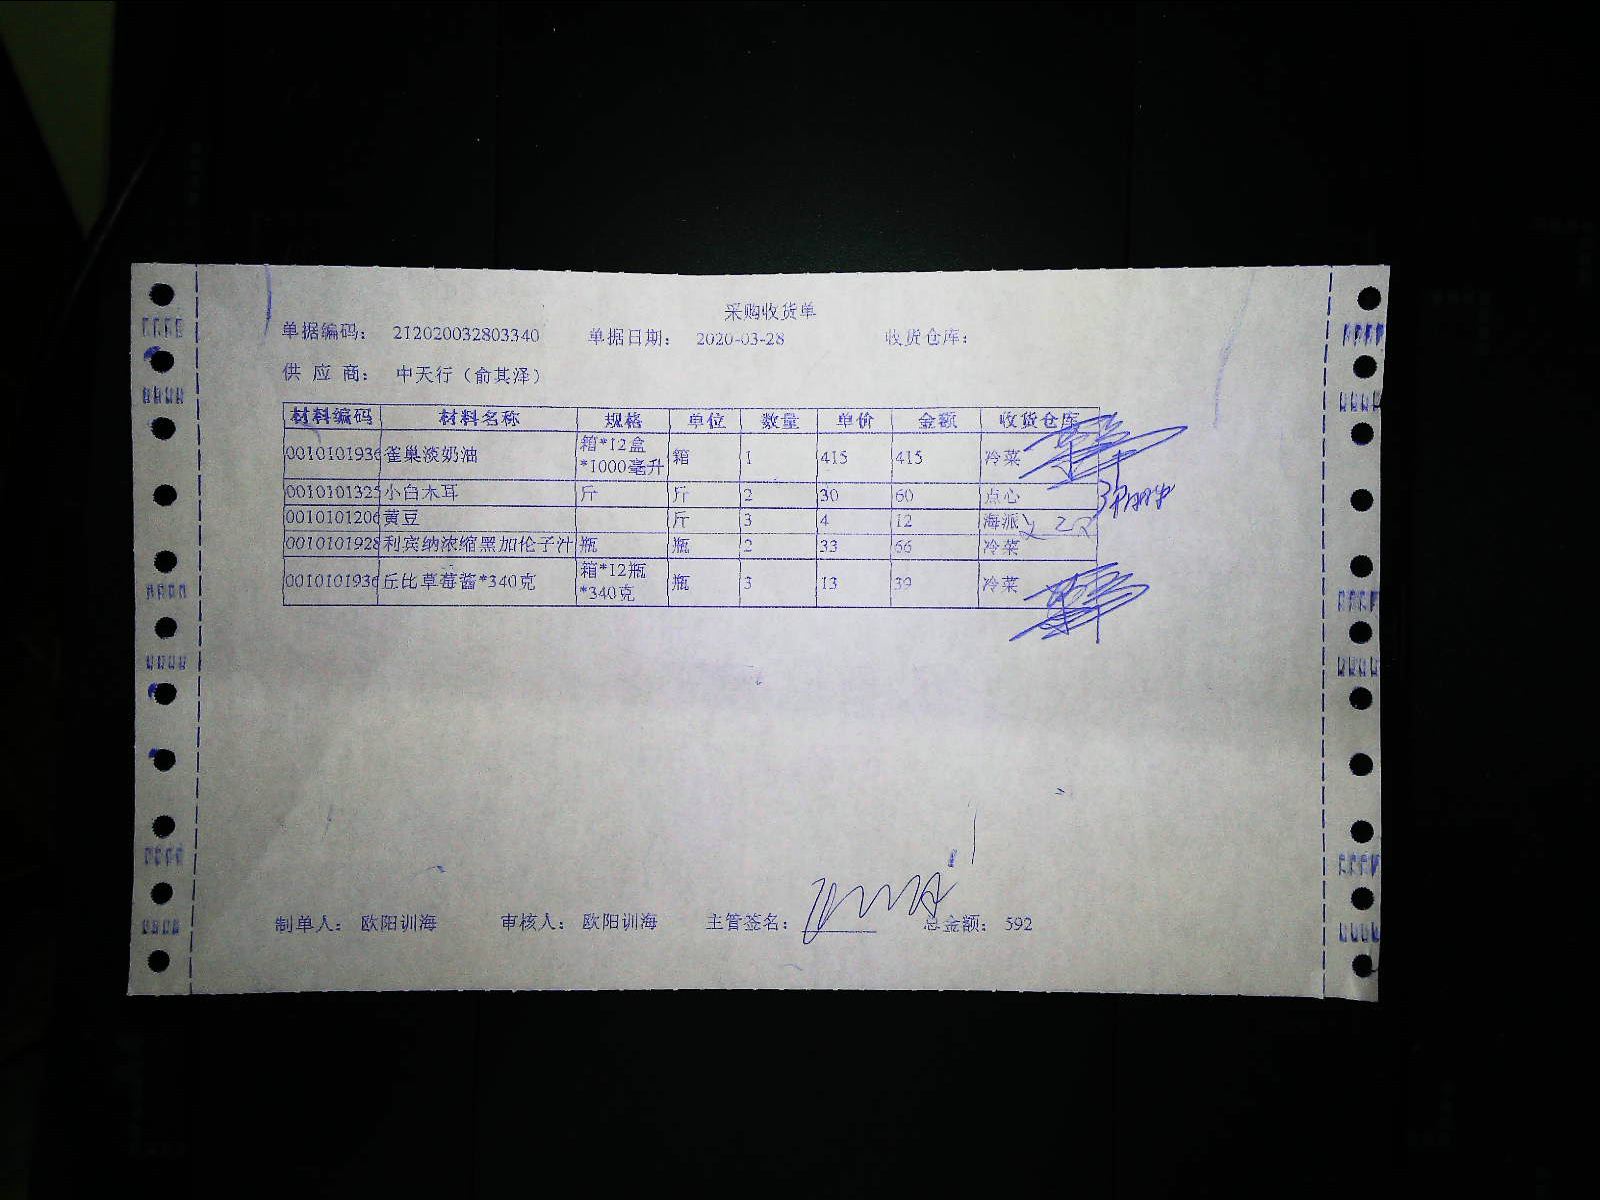 采购收货单
单据编码： 212020032803340 单据日期： 2020-03-28 收货仓库：
供 应 商： 中天行（俞其泽）
材料编码 材料名称 规格 单位 数量 单价 金额 收货仓库
001010193 雀巢淡奶油 箱*12盒*1000毫升 箱 1 415 415 冷菜
0010101325 小白木耳 斤 斤 2 30 60 点心
001010120 黄豆 斤 3 4 12 海派
0010101928 利宾纳浓缩黑加伦子汁 瓶 瓶 2 33 66 冷菜
001010193 丘比草莓酱*340克 箱*12瓶*340克 瓶 3 13 39 冷菜
制单人： 欧阳训海 审核人： 欧阳训海 主管签名： 总金额： 592